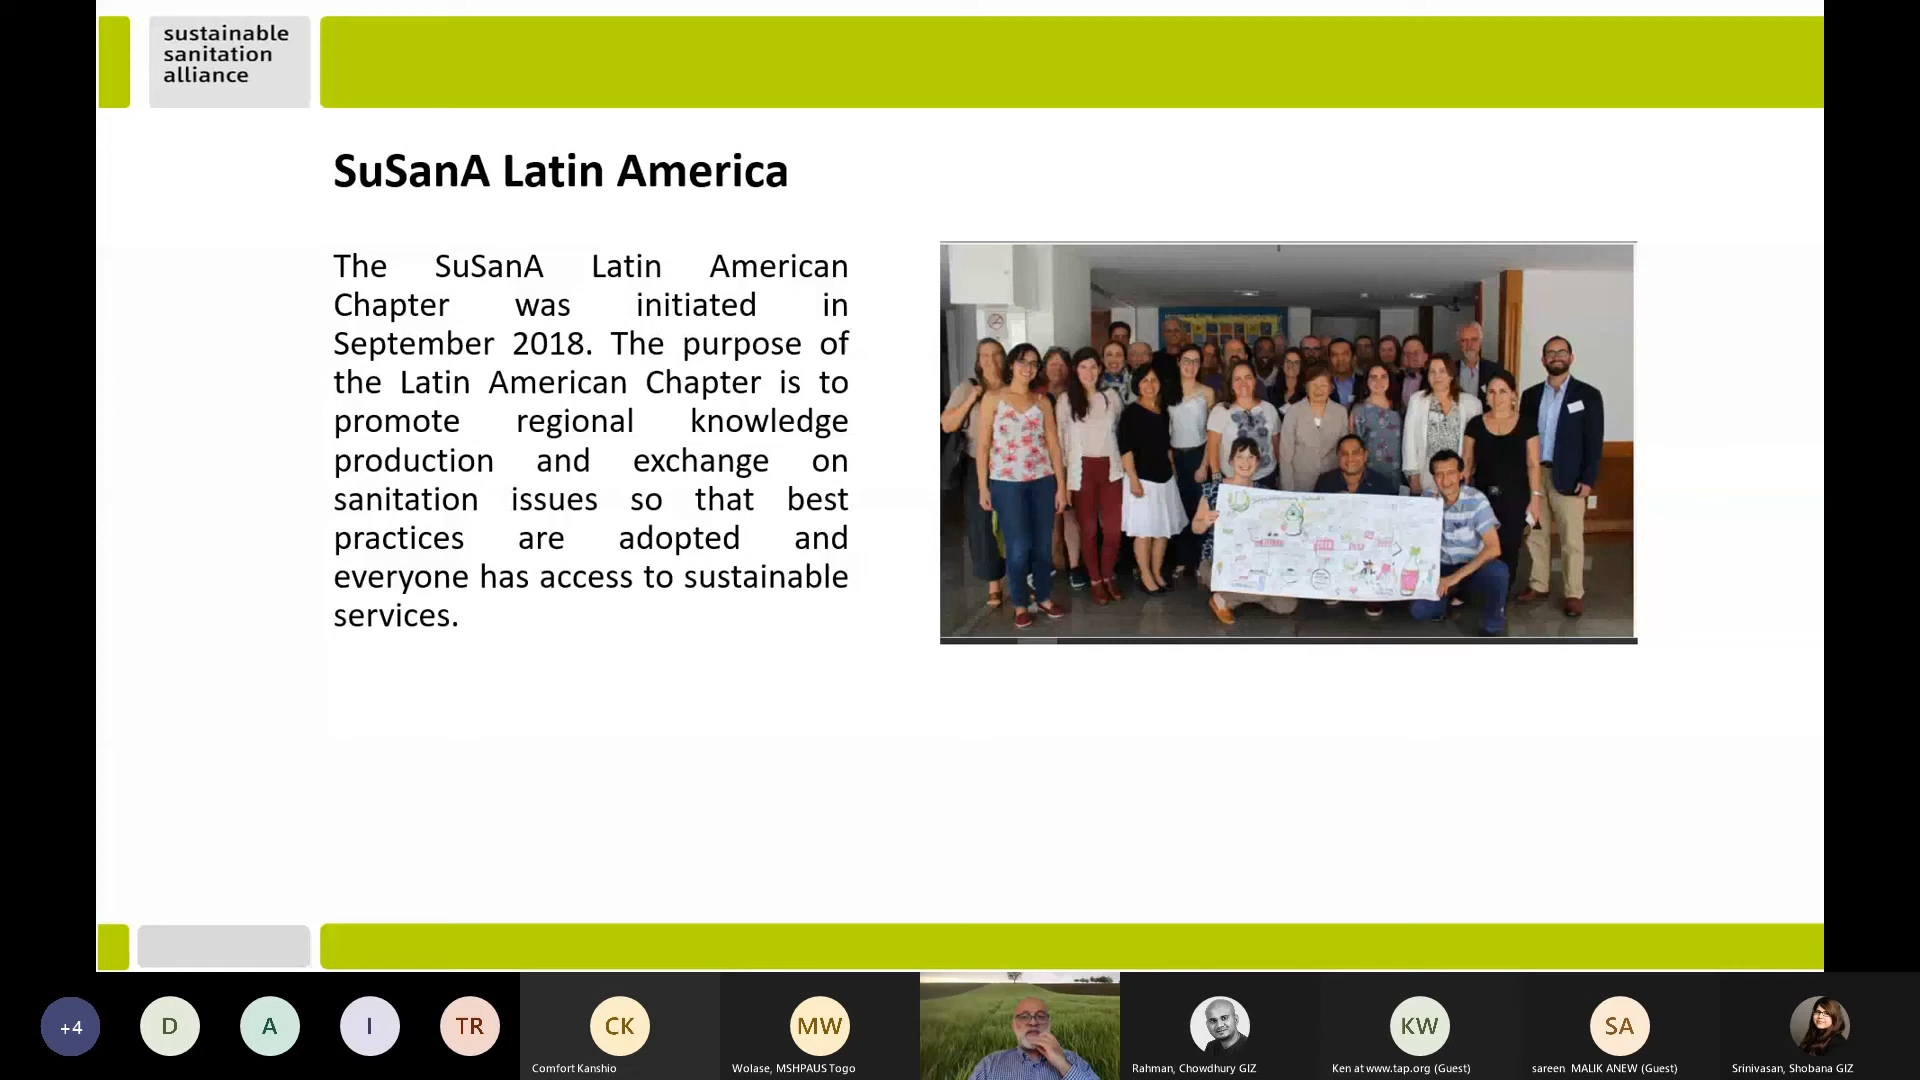 sustainable
sanitation
alliance
SuSanA Latin America
The SuSanA Latin American
Chapter was initiated in
September 2018. The purpose of
the Latin American Chapter is to
promote regional knowledge
production and exchange on
sanitation issues so that best
practices are adopted and
everyone has access to sustainable
services.
+4
D
A
I
TR
CK
MW
KW
SA
Comfort Kanshio
Wolase, MSHPAUS Togo
Rahman, Chowdhury GIZ
Ken at www.tap.org (Guest)
sareen MALIK ANEW (Guest)
Srinivasan, Shobana GIZ